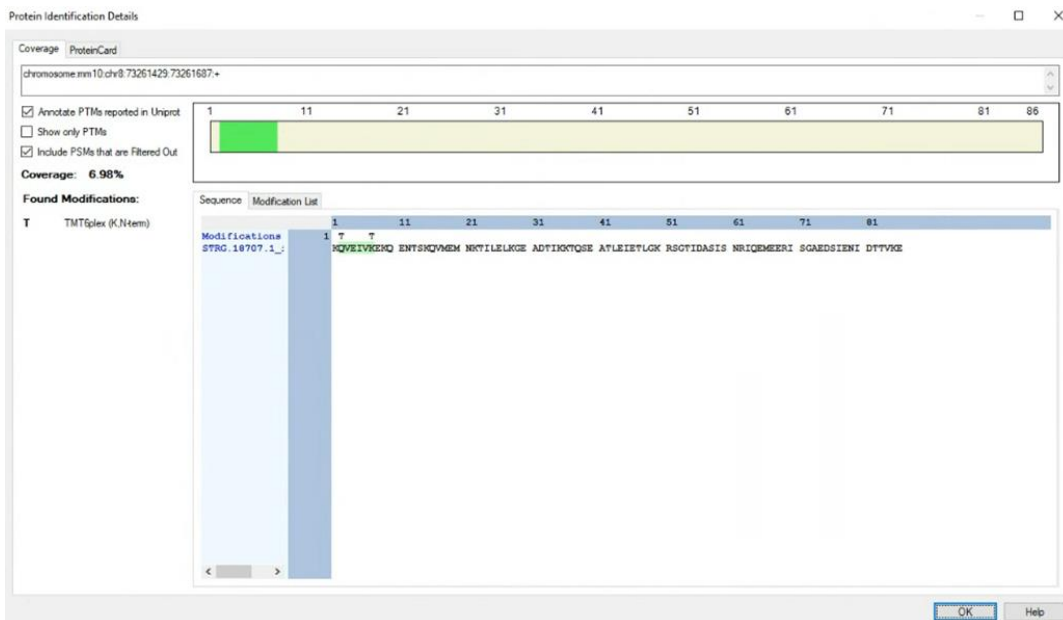 Protein Identification Details
Coverage ProteinCard
chromosome:mm10:chr8:73261429:73261687:+
Annotate PTMs reported in Uniprot
Show only PTMs
Include PSMs that are Filtered Out
Coverage: 6.98%
1 11 21 31 41 51 61 71 81 86
Found Modifications:
T TMT6plex (K,N-term)
Sequence Modification List
1 11 21 31 41 51 61 71 81
Modifications 1 T T
STRG.18707.1_: KQVEIVKEKQ ENTSKQVMEM NKTILELKGE ADTIKKTQSE ATLEIETLGK RSGTIDASIS NRIQEMEERI SGAEDSIENI DTTVKE
OK Help